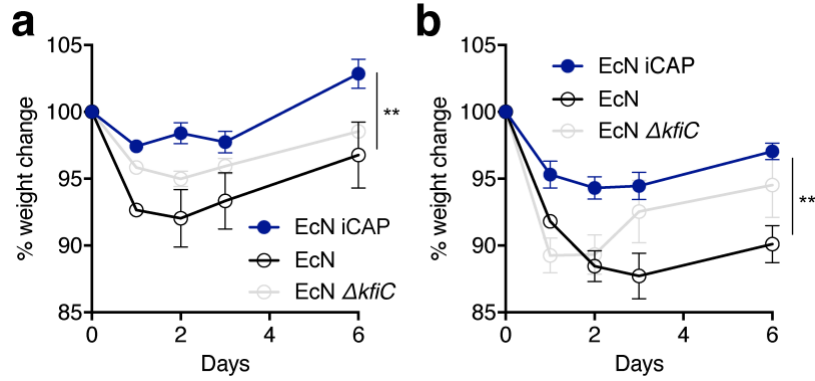 a
105
100
95
90
85
% weight change
0
2
4
6
Days
EcN iCAP
EcN
EcN ΔkfiC
**
b
105
100
95
90
85
% weight change
0
2
4
6
Days
EcN iCAP
EcN
EcN ΔkfiC
**